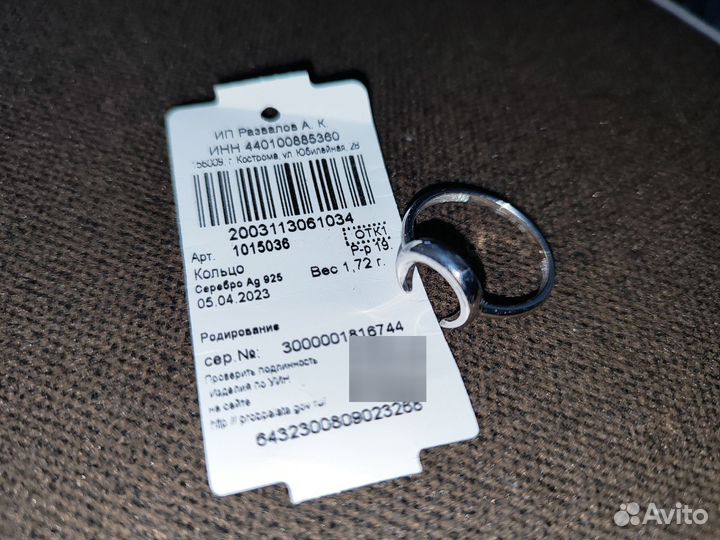 ИП Развалов А. К.
ИНН 440100885360
156009, г. Кострома, ул. Юбилейная, 28
2003113061034
Арт. 1015036 ОТК1
Кольцо Р-р 19.
Серебро Ag 925 Вес 1,72 г.
05.04.2023
Родирование
сер.№: 3000001816744
Проверить подлинность
Изделия по УИН
на сайте
http://probpalata.gov.ru/
6432300809023286
Avito